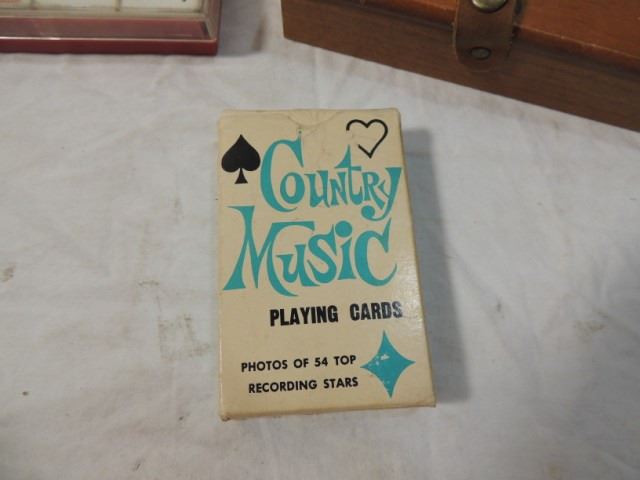 Country
Music
PLAYING CARDS
PHOTOS OF 54 TOP
RECORDING STARS